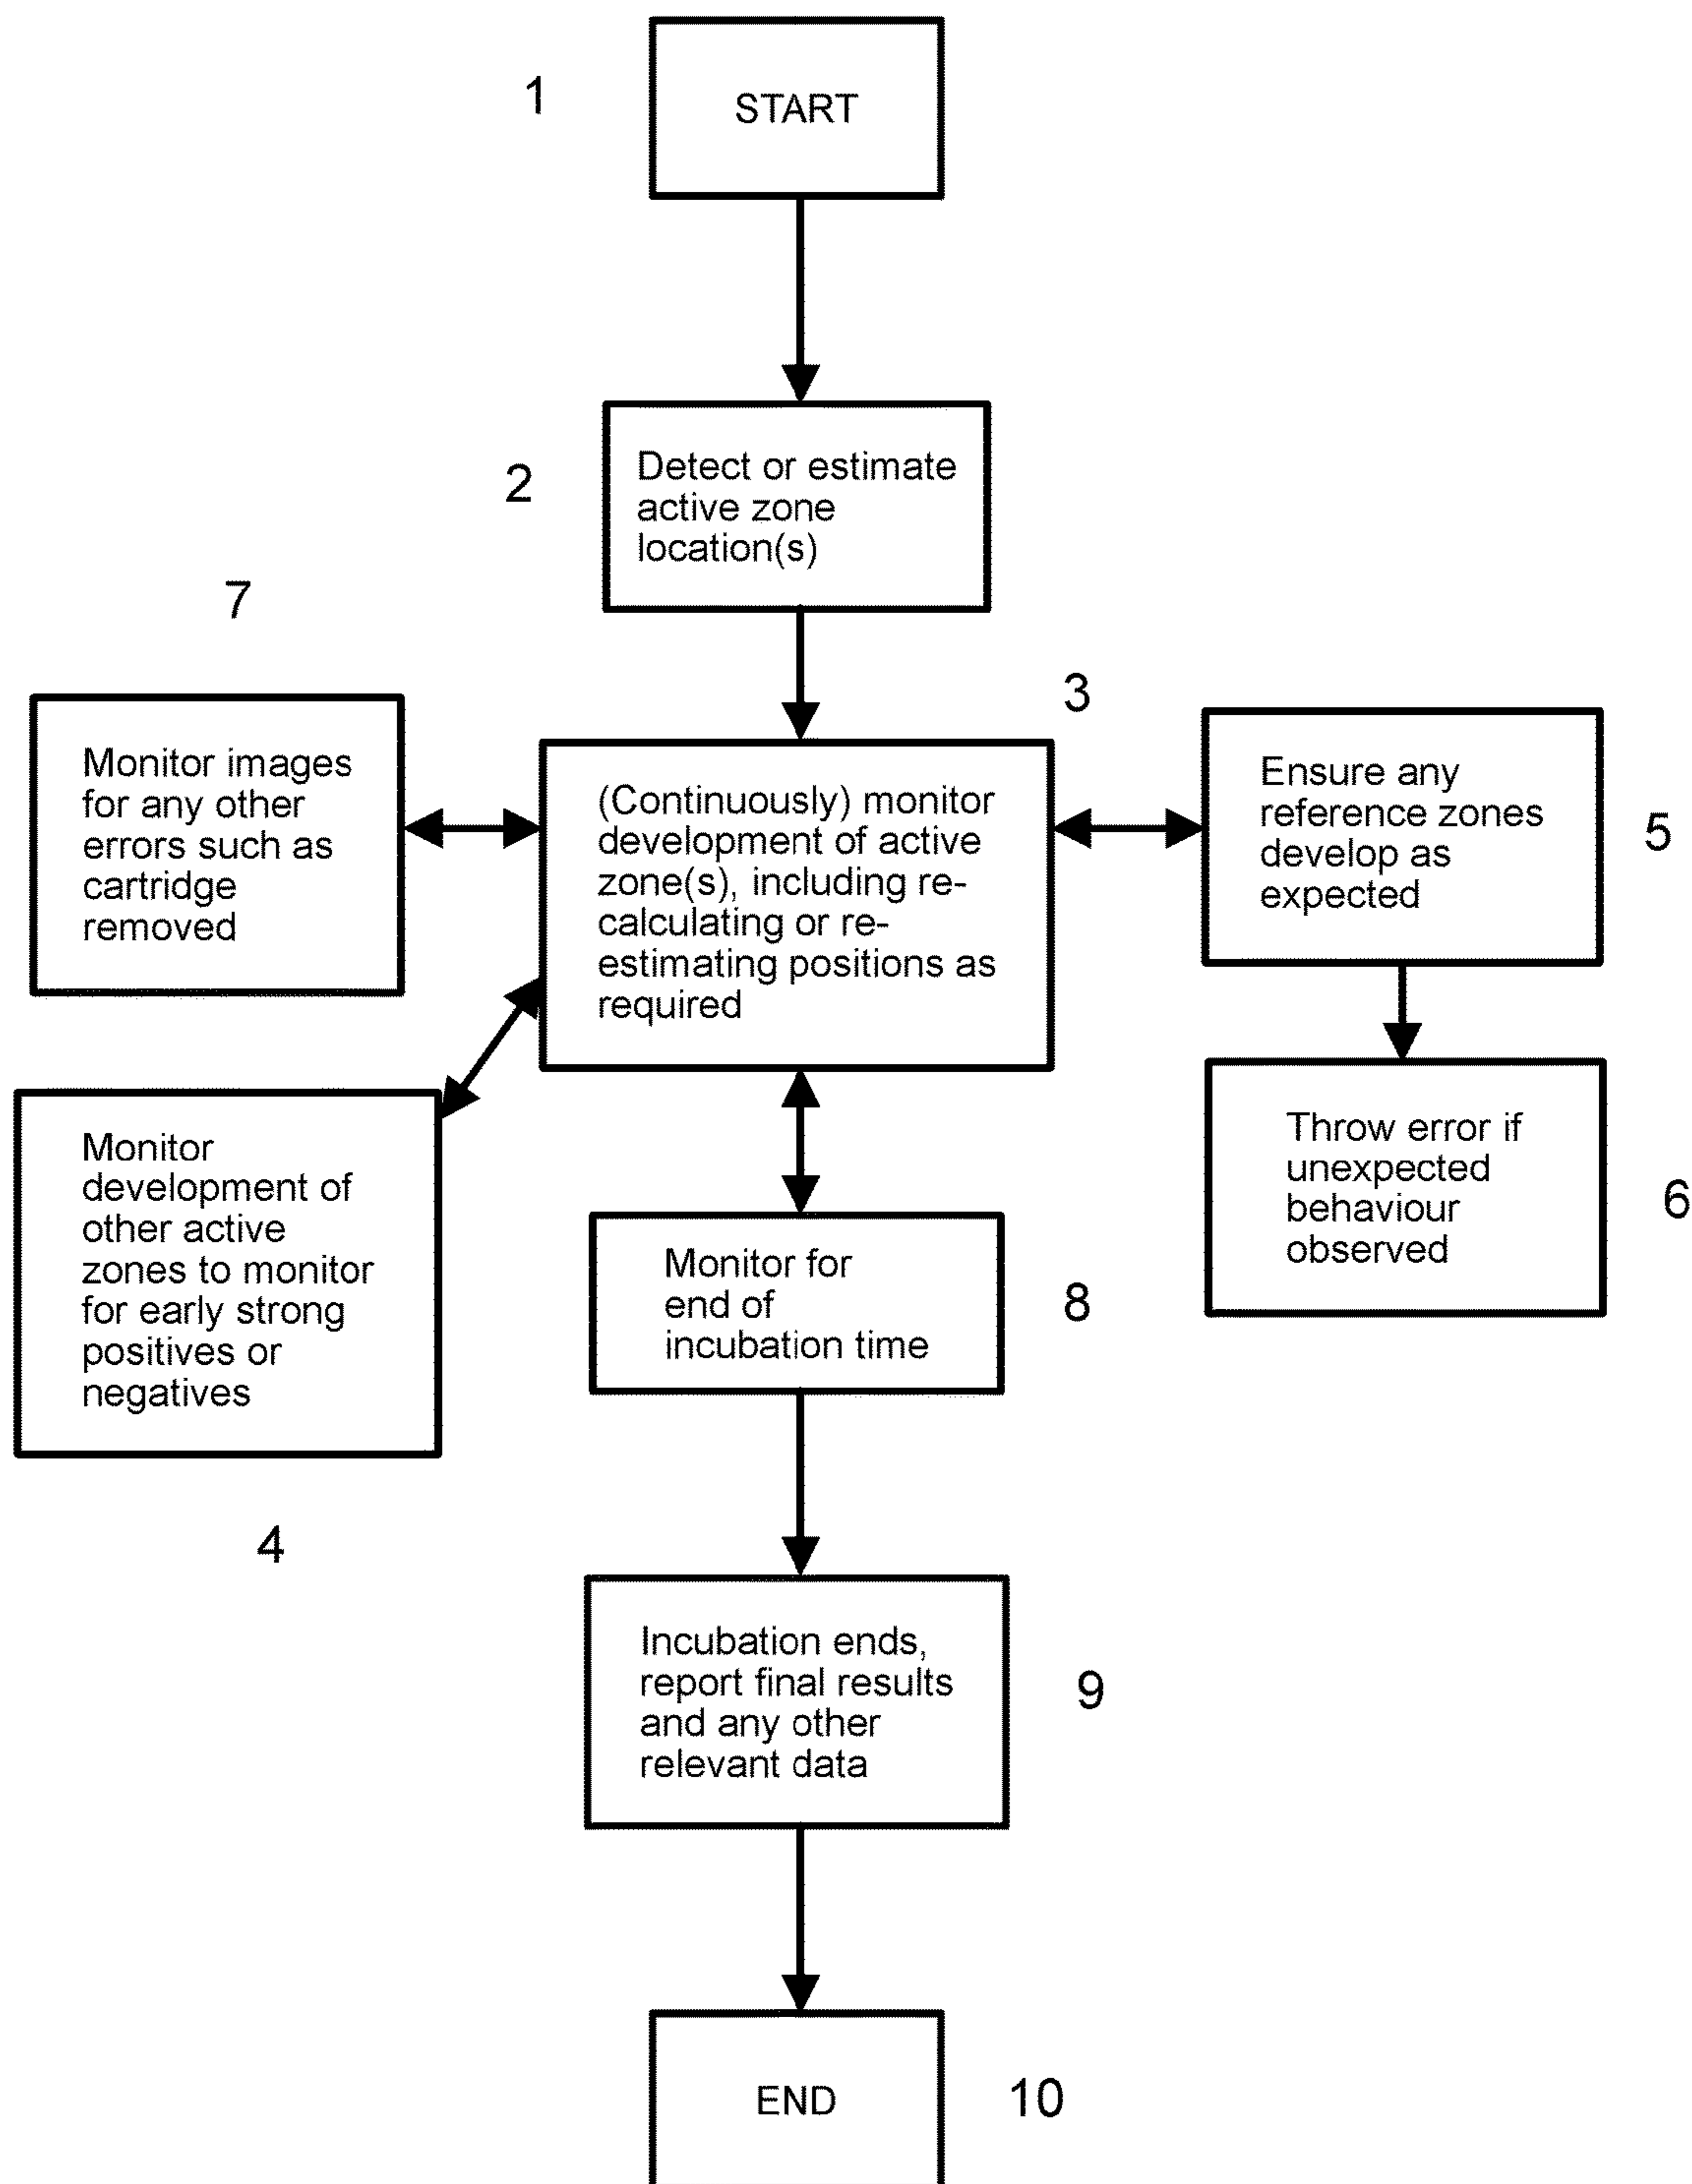 1
START
2
Detect or estimate
active zone
location(s)
7
Monitor images
for any other
errors such as
cartridge
removed
3
(Continuously) monitor
development of active
zone(s), including re-
calculating or re-
estimating positions as
required
Ensure any
reference zones
develop as
expected
5
Monitor
development of
other active
zones to monitor
for early strong
positives or
negatives
4
Throw error if
unexpected
behaviour
observed
6
Monitor for
end of
incubation time
8
Incubation ends,
report final results
and any other
relevant data
9
END
10